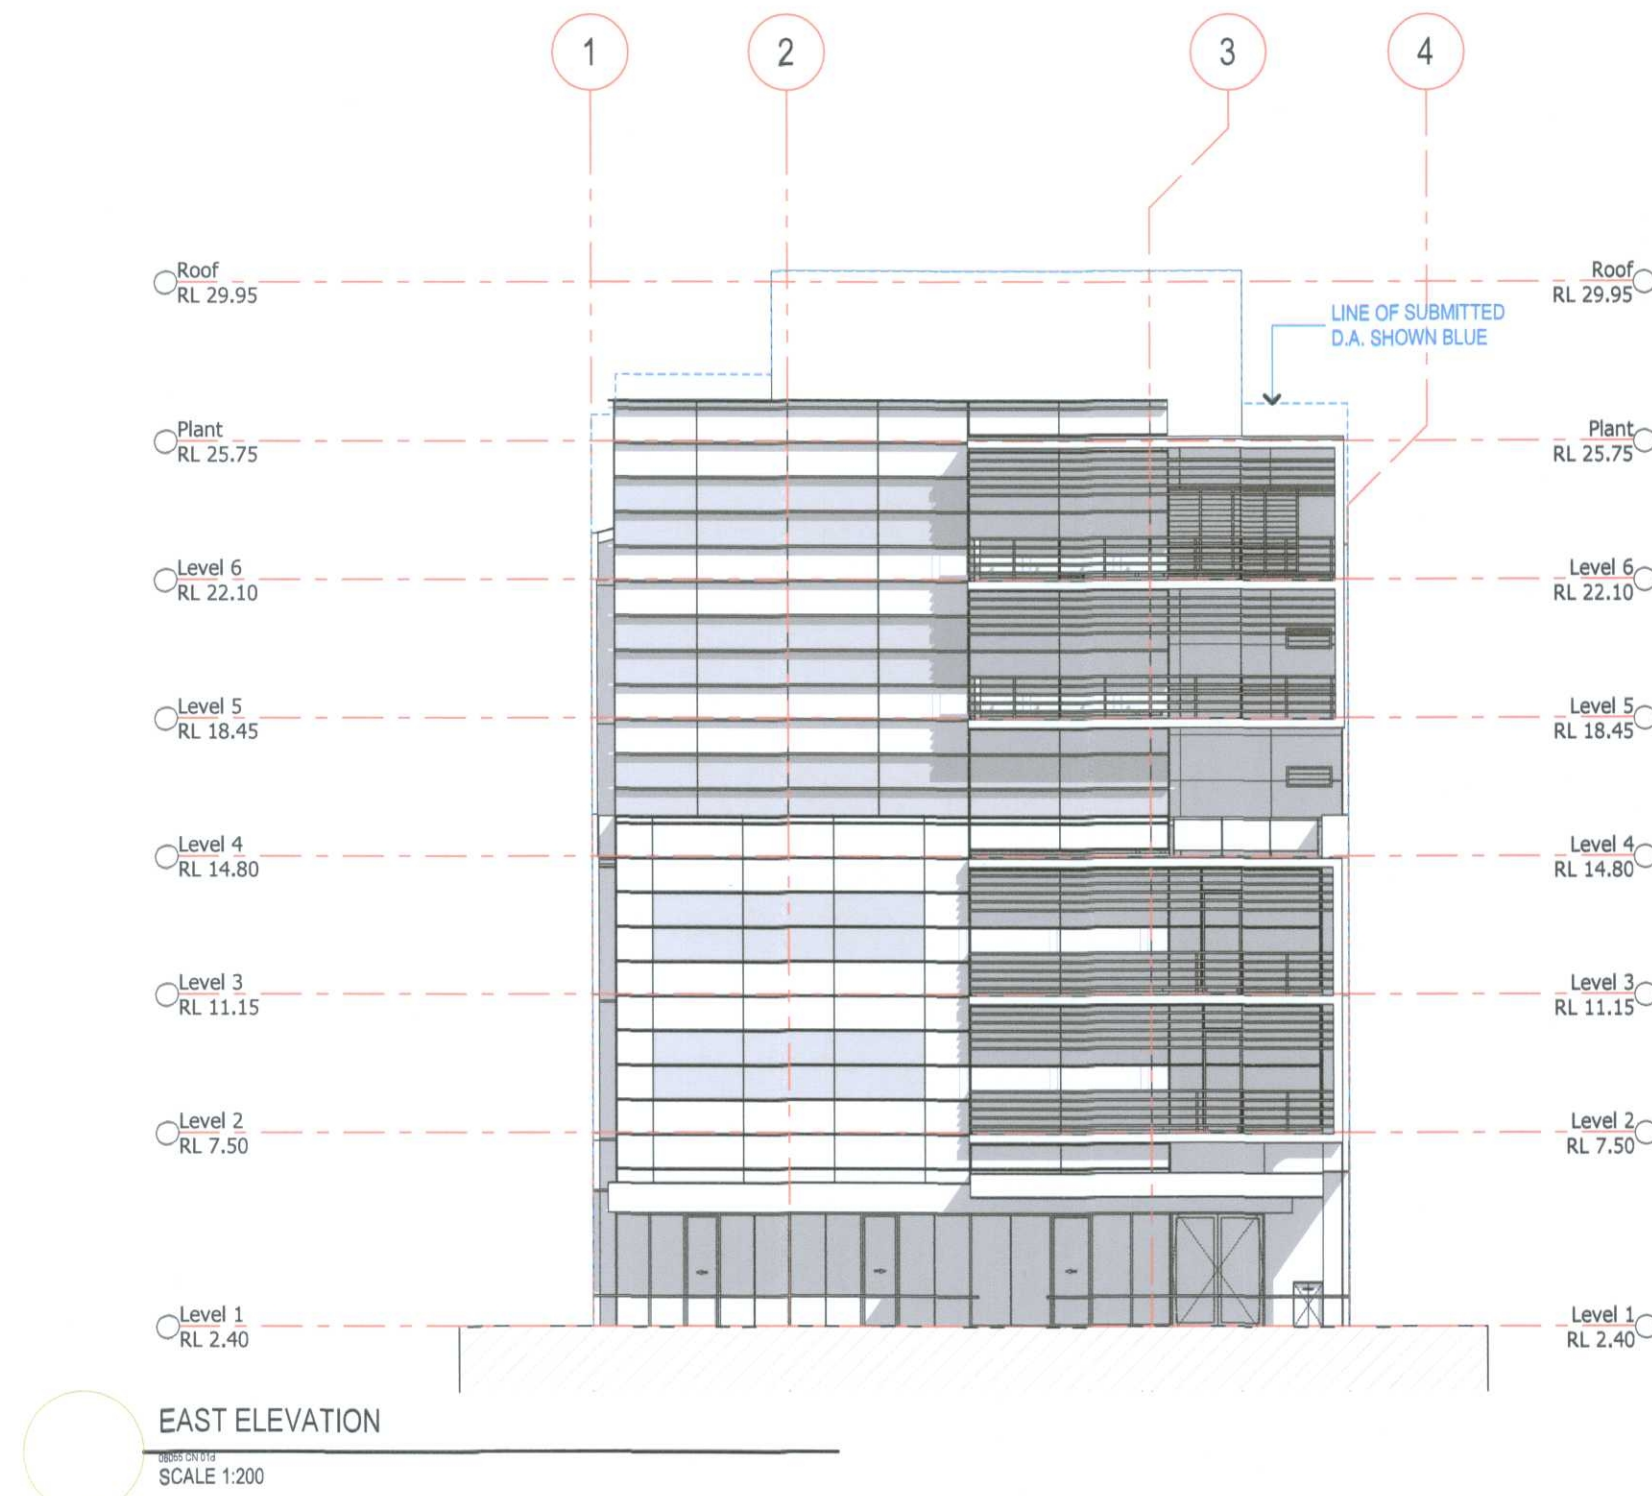 1 2 3 4
Roof
RL 29.95
Roof
RL 29.95
LINE OF SUBMITTED
D.A. SHOWN BLUE
Plant
RL 25.75
Plant
RL 25.75
Level 6
RL 22.10
Level 6
RL 22.10
Level 5
RL 18.45
Level 5
RL 18.45
Level 4
RL 14.80
Level 4
RL 14.80
Level 3
RL 11.15
Level 3
RL 11.15
Level 2
RL 7.50
Level 2
RL 7.50
Level 1
RL 2.40
Level 1
RL 2.40
EAST ELEVATION
SCALE 1:200